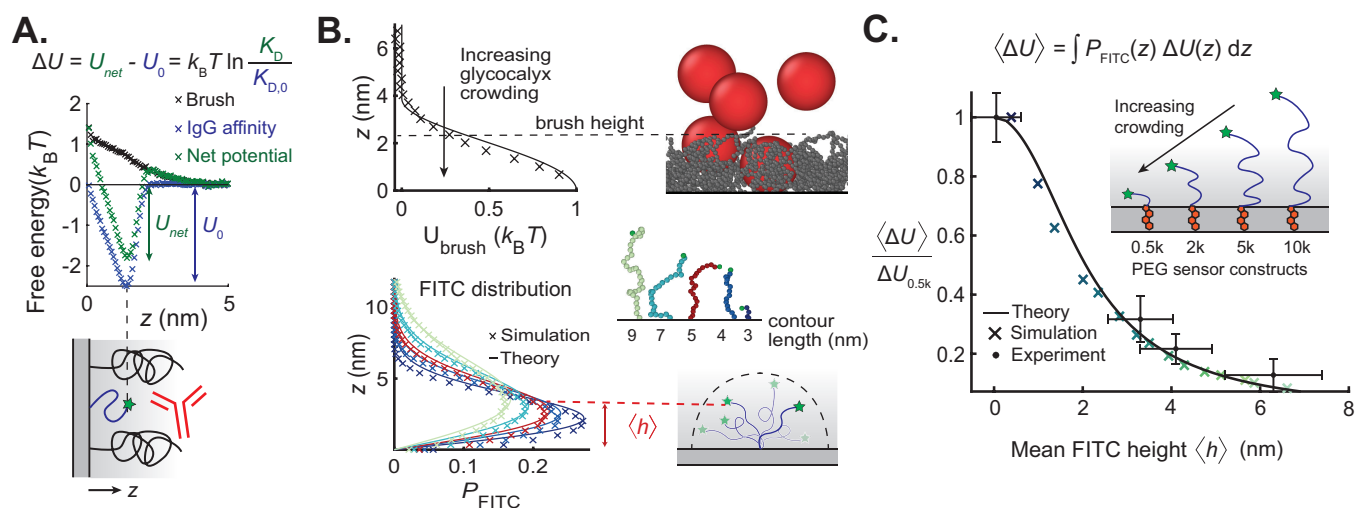 A.
ΔU = U_net - U_0 = k_B T ln K_D / K_D,0
Free energy(k_B T)
1
0
-1
-2
0
5
z (nm)
×Brush
×IgG affinity
×Net potential
U_net
U_0
z
B.
z (nm)
6
4
2
0
0
0.5
1
U_brush (k_B T)
Increasing
glycocalyx
crowding
brush height
z (nm)
10
5
0
0.1
0.2
P_FITC
FITC distribution
× Simulation
Theory
⟨h⟩
9 7 5 4 3
contour
length (nm)
C.
⟨ΔU⟩ = ∫ P_FITC(z) ΔU(z) dz
⟨ΔU⟩
ΔU_0.5k
1
0.8
0.6
0.4
0.2
0
2
4
6
8
Mean FITC height ⟨h⟩ (nm)
Theory
× Simulation
Experiment
Increasing
crowding
0.5k 2k 5k 10k
PEG sensor constructs